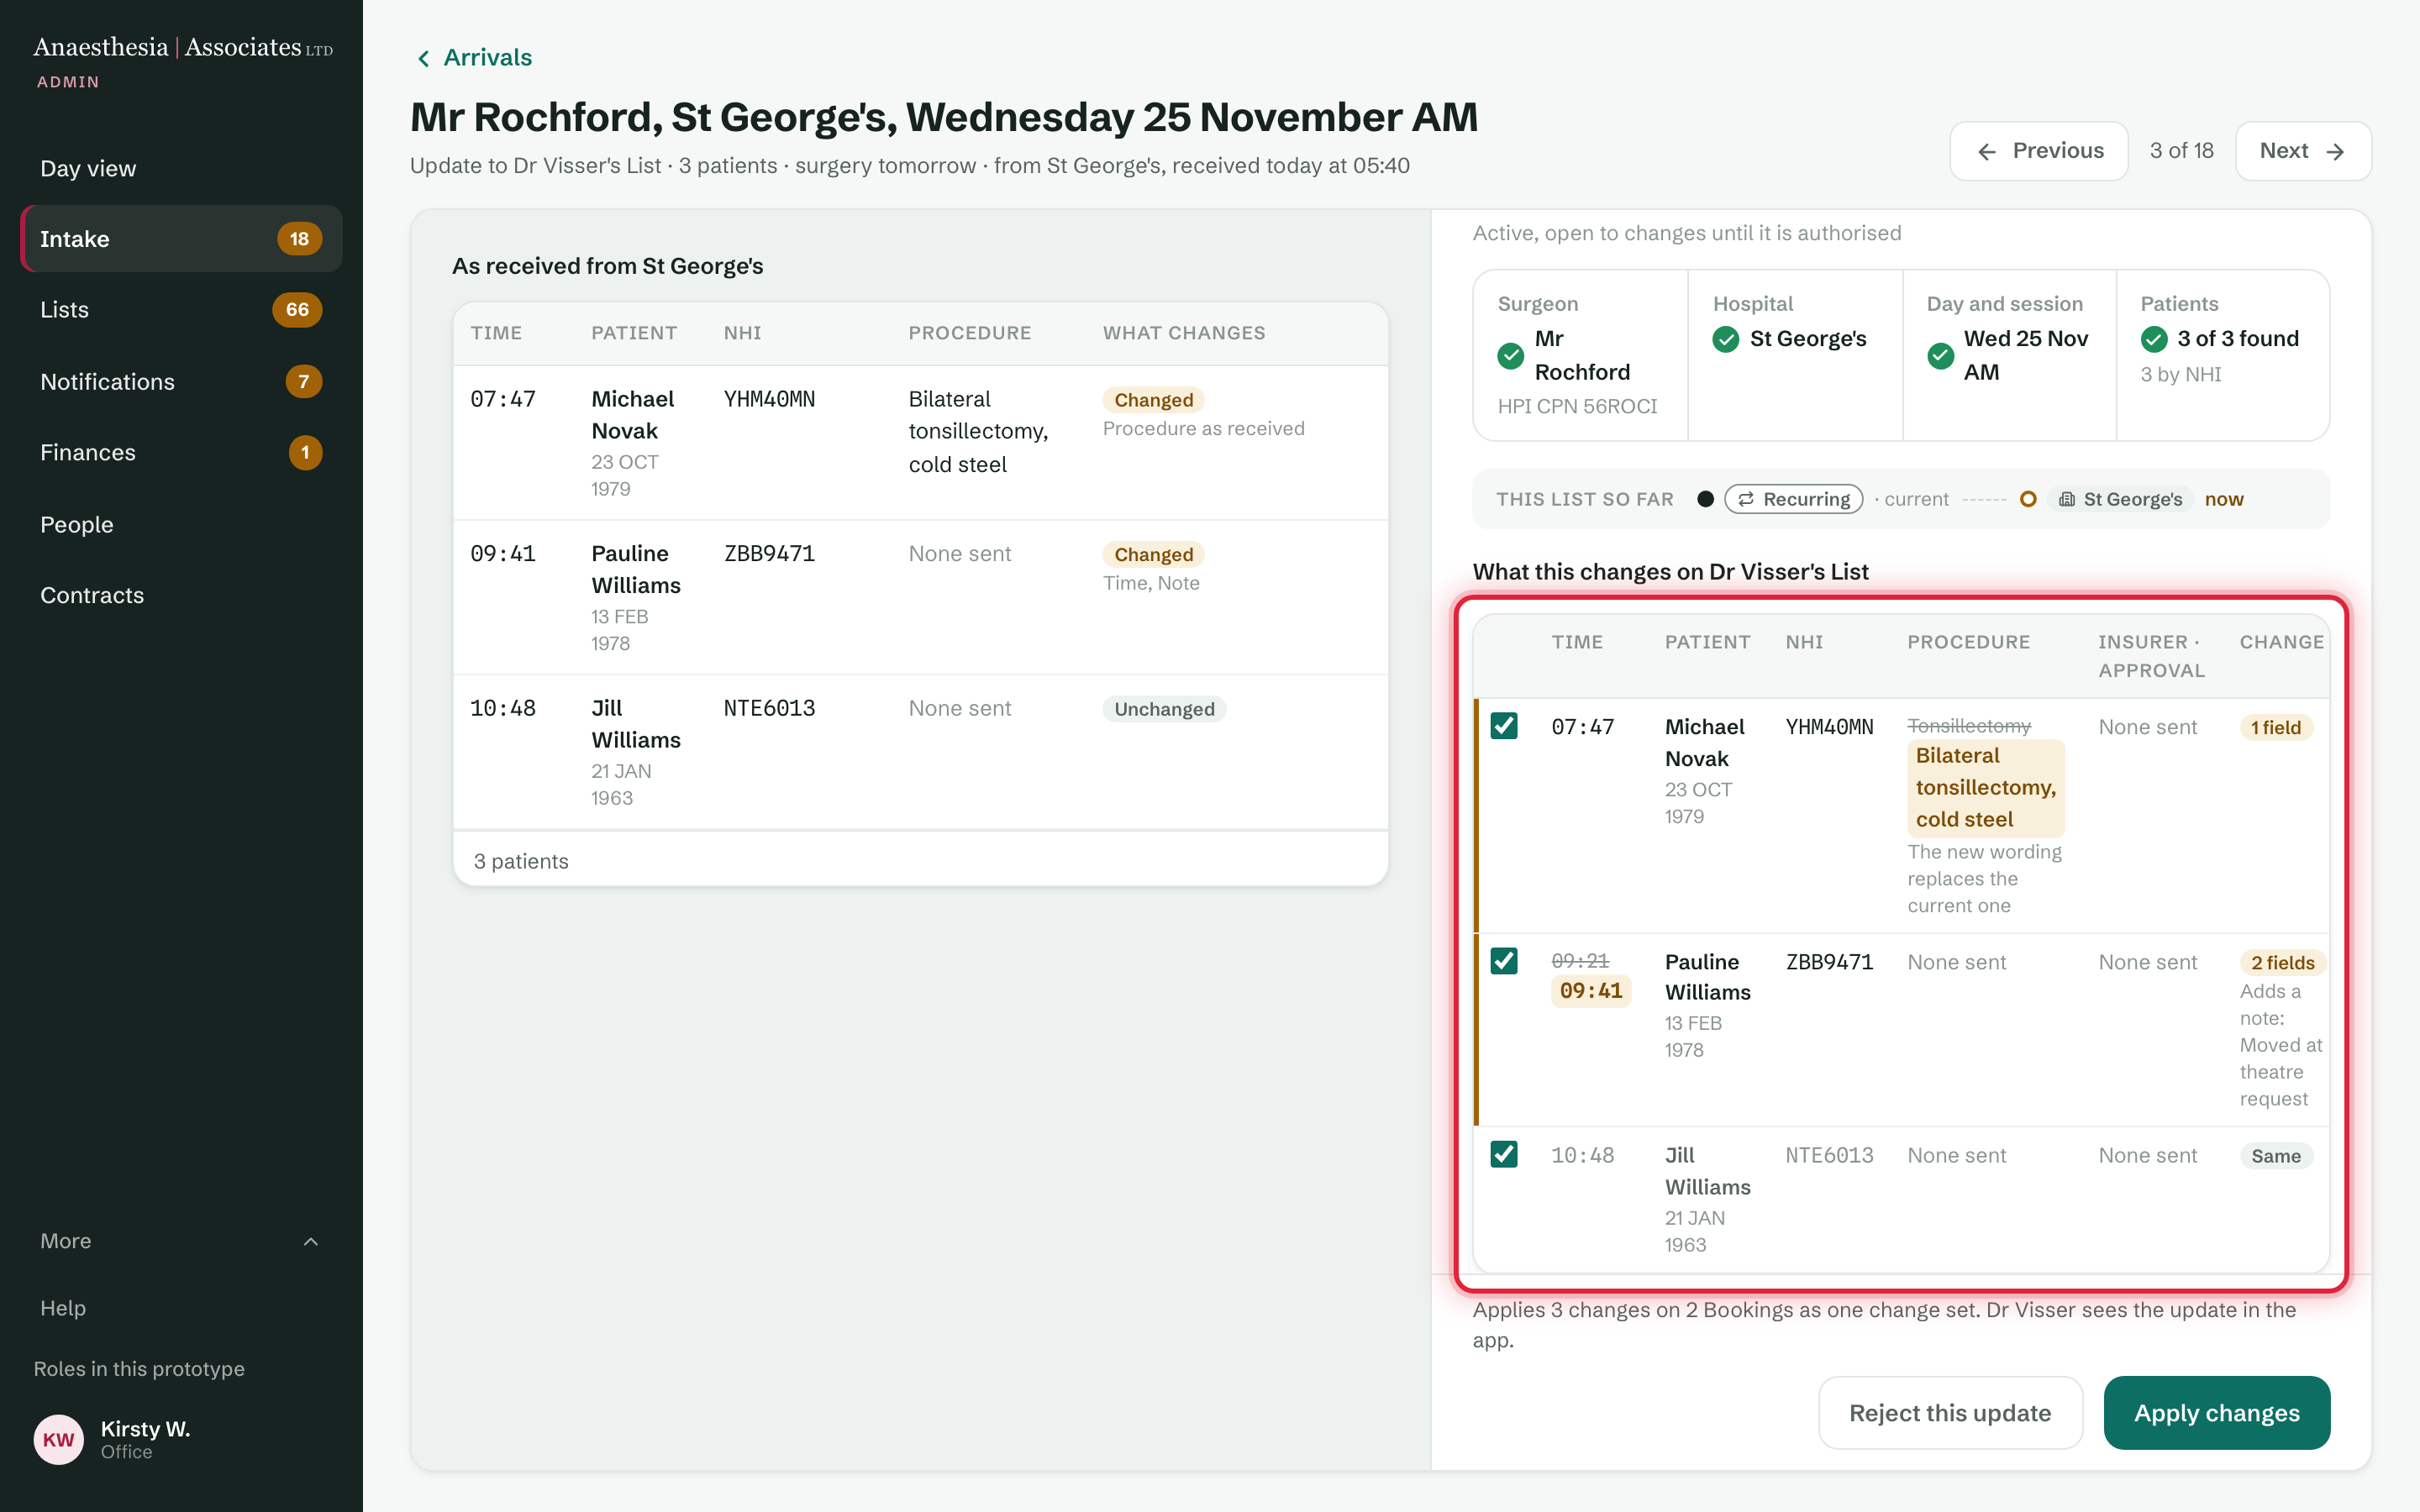 Anaesthesia | Associates LTD
ADMIN
Day view
Intake 18
Lists 66
Notifications 7
Finances 1
People
Contracts
More
Help
Roles in this prototype
KW
Kirsty W.
Office
Arrivals
Mr Rochford, St George's, Wednesday 25 November AM
Update to Dr Visser's List · 3 patients · surgery tomorrow · from St George's, received today at 05:40
Previous
3 of 18
Next
As received from St George's
TIME PATIENT NHI PROCEDURE WHAT CHANGES
07:47 Michael YHM40MN Bilateral Changed
Novak tonsillectomy, Procedure as received
23 OCT cold steel
1979
09:41 Pauline ZBB9471 None sent Changed
Williams Time, Note
13 FEB
1978
10:48 Jill NTE6013 None sent Unchanged
Williams
21 JAN
1963
3 patients
Active, open to changes until it is authorised
Surgeon
Mr
Rochford
HPI CPN 56ROCI
Hospital
St George's
Day and session
Wed 25 Nov
AM
Patients
3 of 3 found
3 by NHI
THIS LIST SO FAR Recurring · current St George's now
What this changes on Dr Visser's List
TIME PATIENT NHI PROCEDURE INSURER · CHANGE
APPROVAL
07:47 Michael YHM40MN Tonsillectomy None sent 1 field
Novak Bilateral
23 OCT tonsillectomy,
1979 cold steel
The new wording
replaces the
current one
09:21 Pauline ZBB9471 None sent None sent 2 fields
09:41 Williams Adds a
13 FEB note:
1978 Moved at
theatre
request
10:48 Jill NTE6013 None sent None sent Same
Williams
21 JAN
1963
Applies 3 changes on 2 Bookings as one change set. Dr Visser sees the update in the
app.
Reject this update
Apply changes